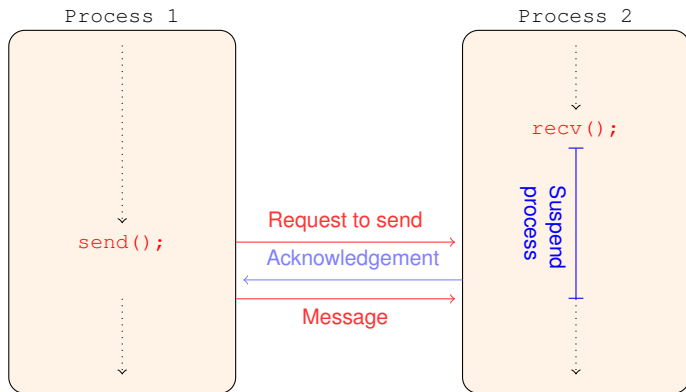 Process 1
Process 2
recv();
Suspend
process
send();
Request to send
Acknowledgement
Message